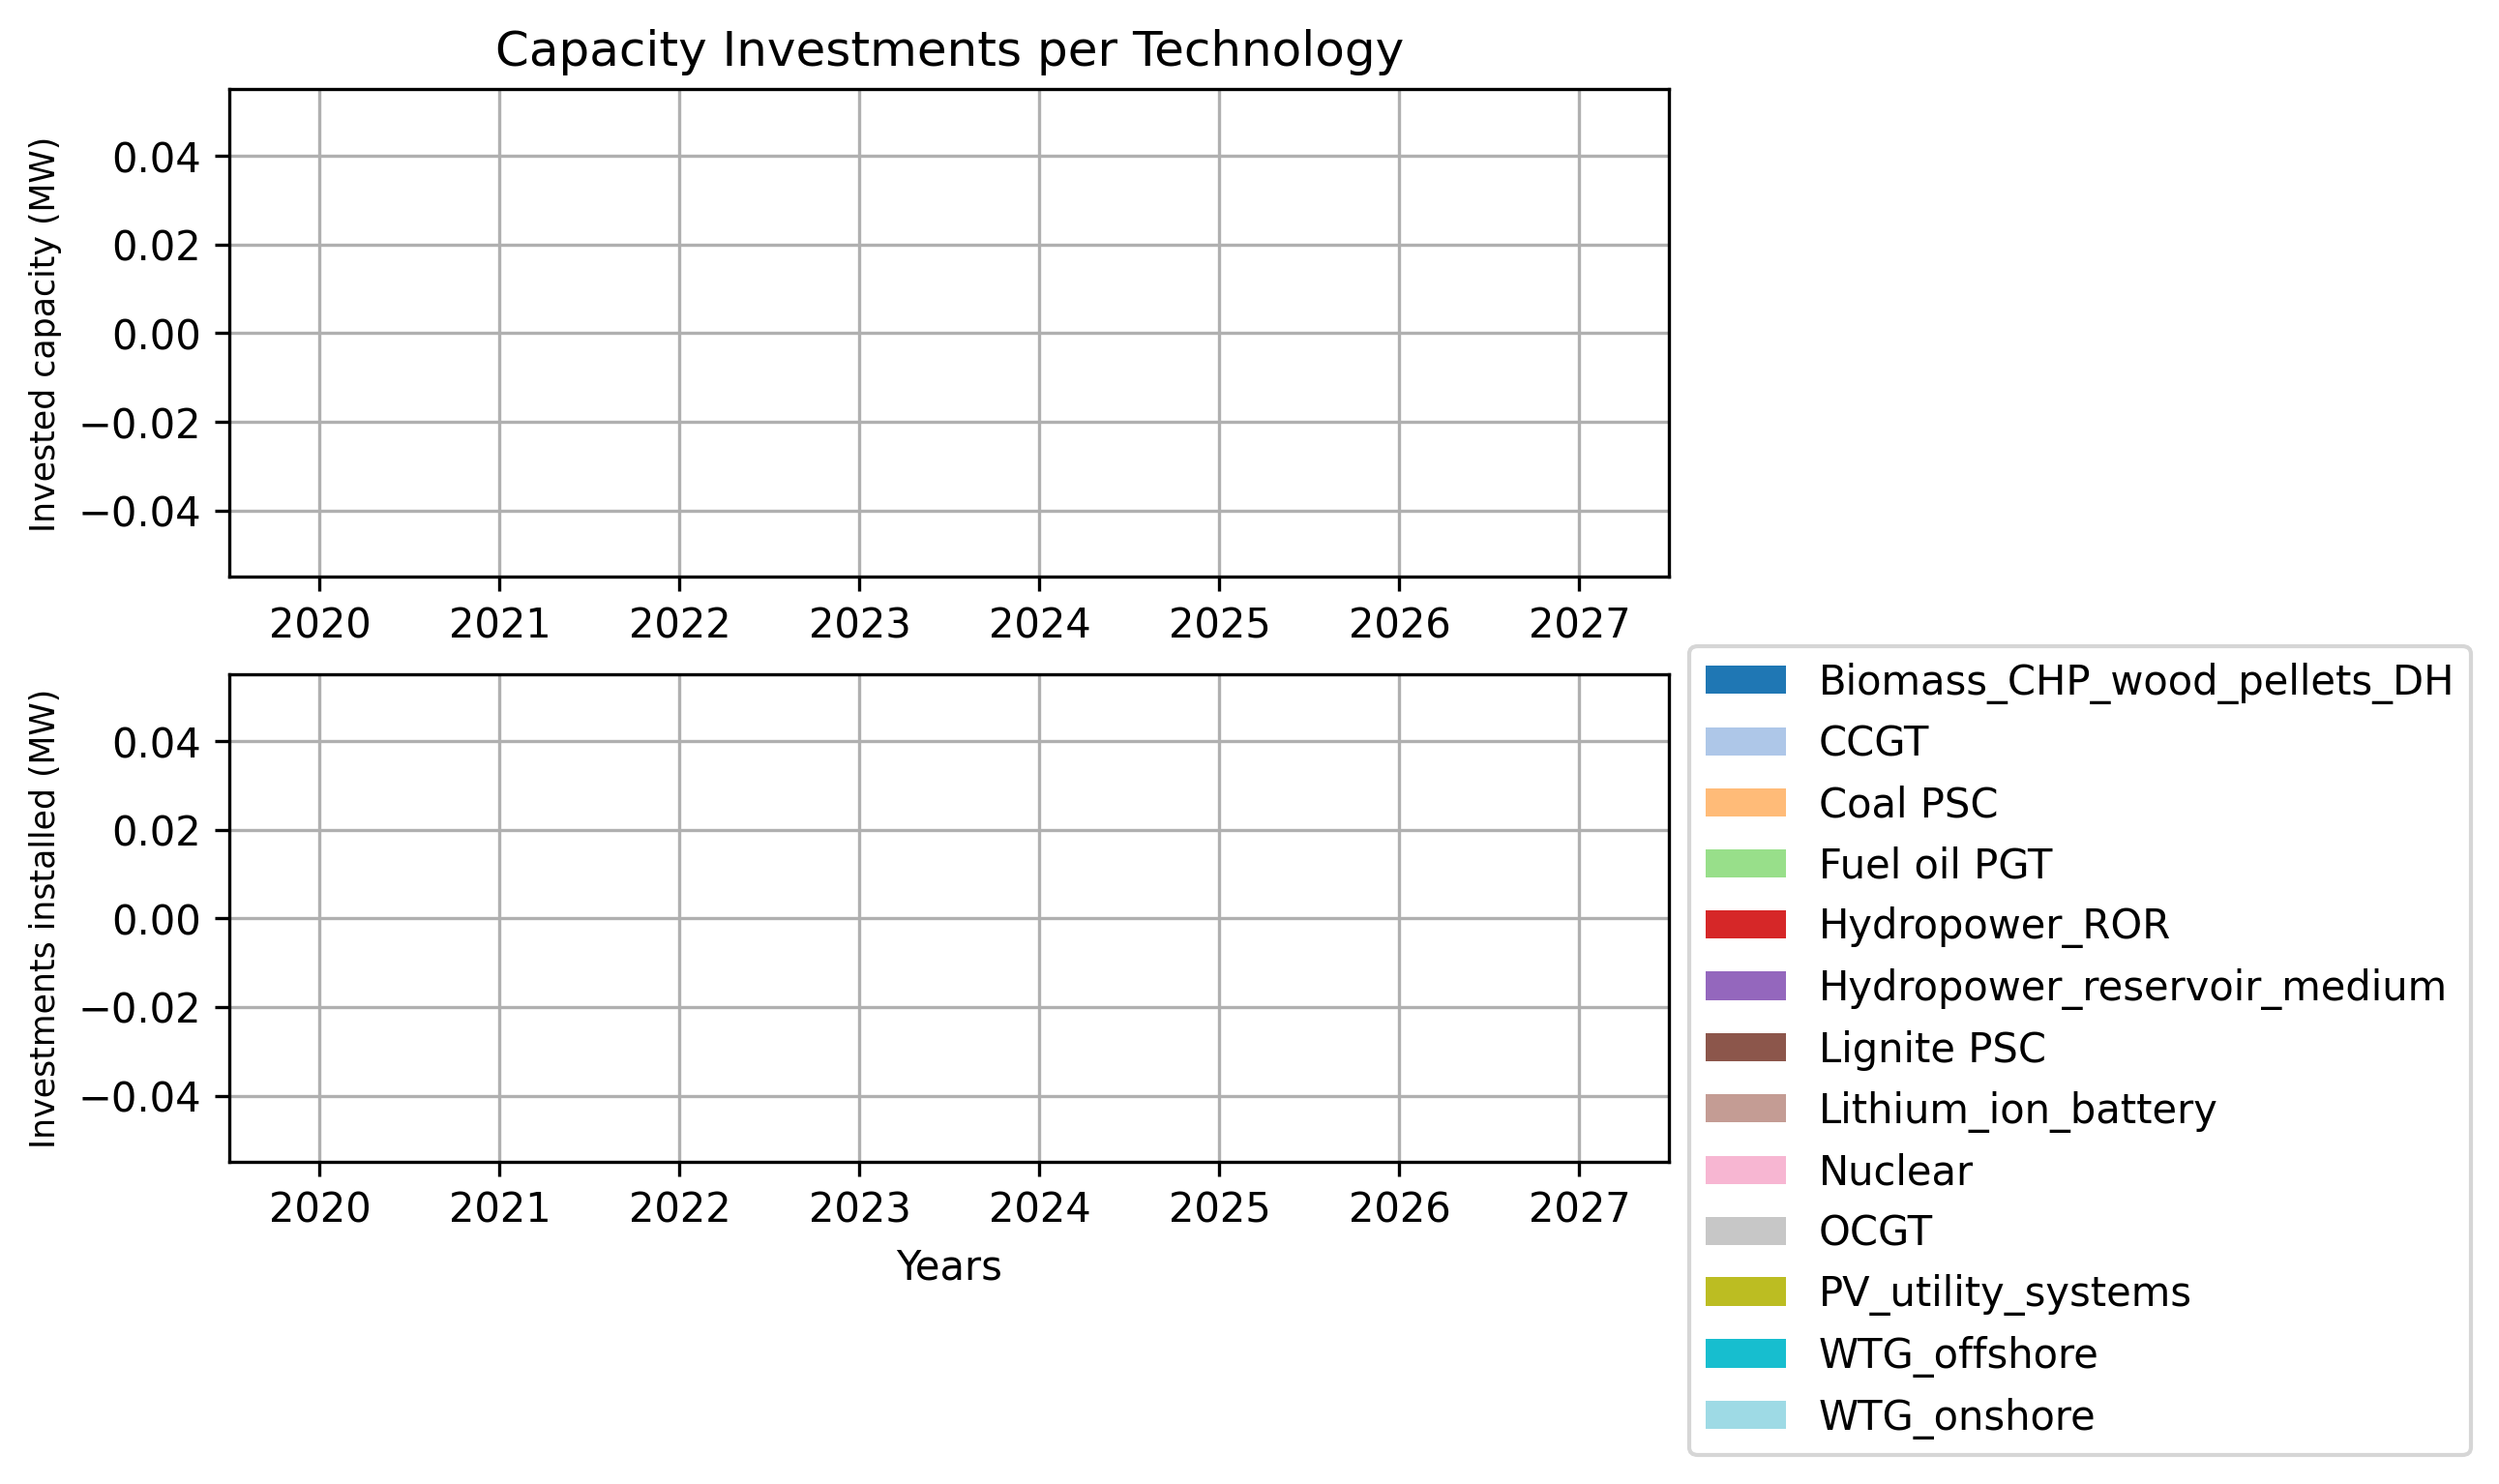 Capacity Investments per Technology
Invested capacity (MW)
0.04
0.02
0.00
−0.02
−0.04
2020 2021 2022 2023 2024 2025 2026 2027
Investments installed (MW)
0.04
0.02
0.00
−0.02
−0.04
2020 2021 2022 2023 2024 2025 2026 2027
Years
Biomass_CHP_wood_pellets_DH
CCGT
Coal PSC
Fuel oil PGT
Hydropower_ROR
Hydropower_reservoir_medium
Lignite PSC
Lithium_ion_battery
Nuclear
OCGT
PV_utility_systems
WTG_offshore
WTG_onshore